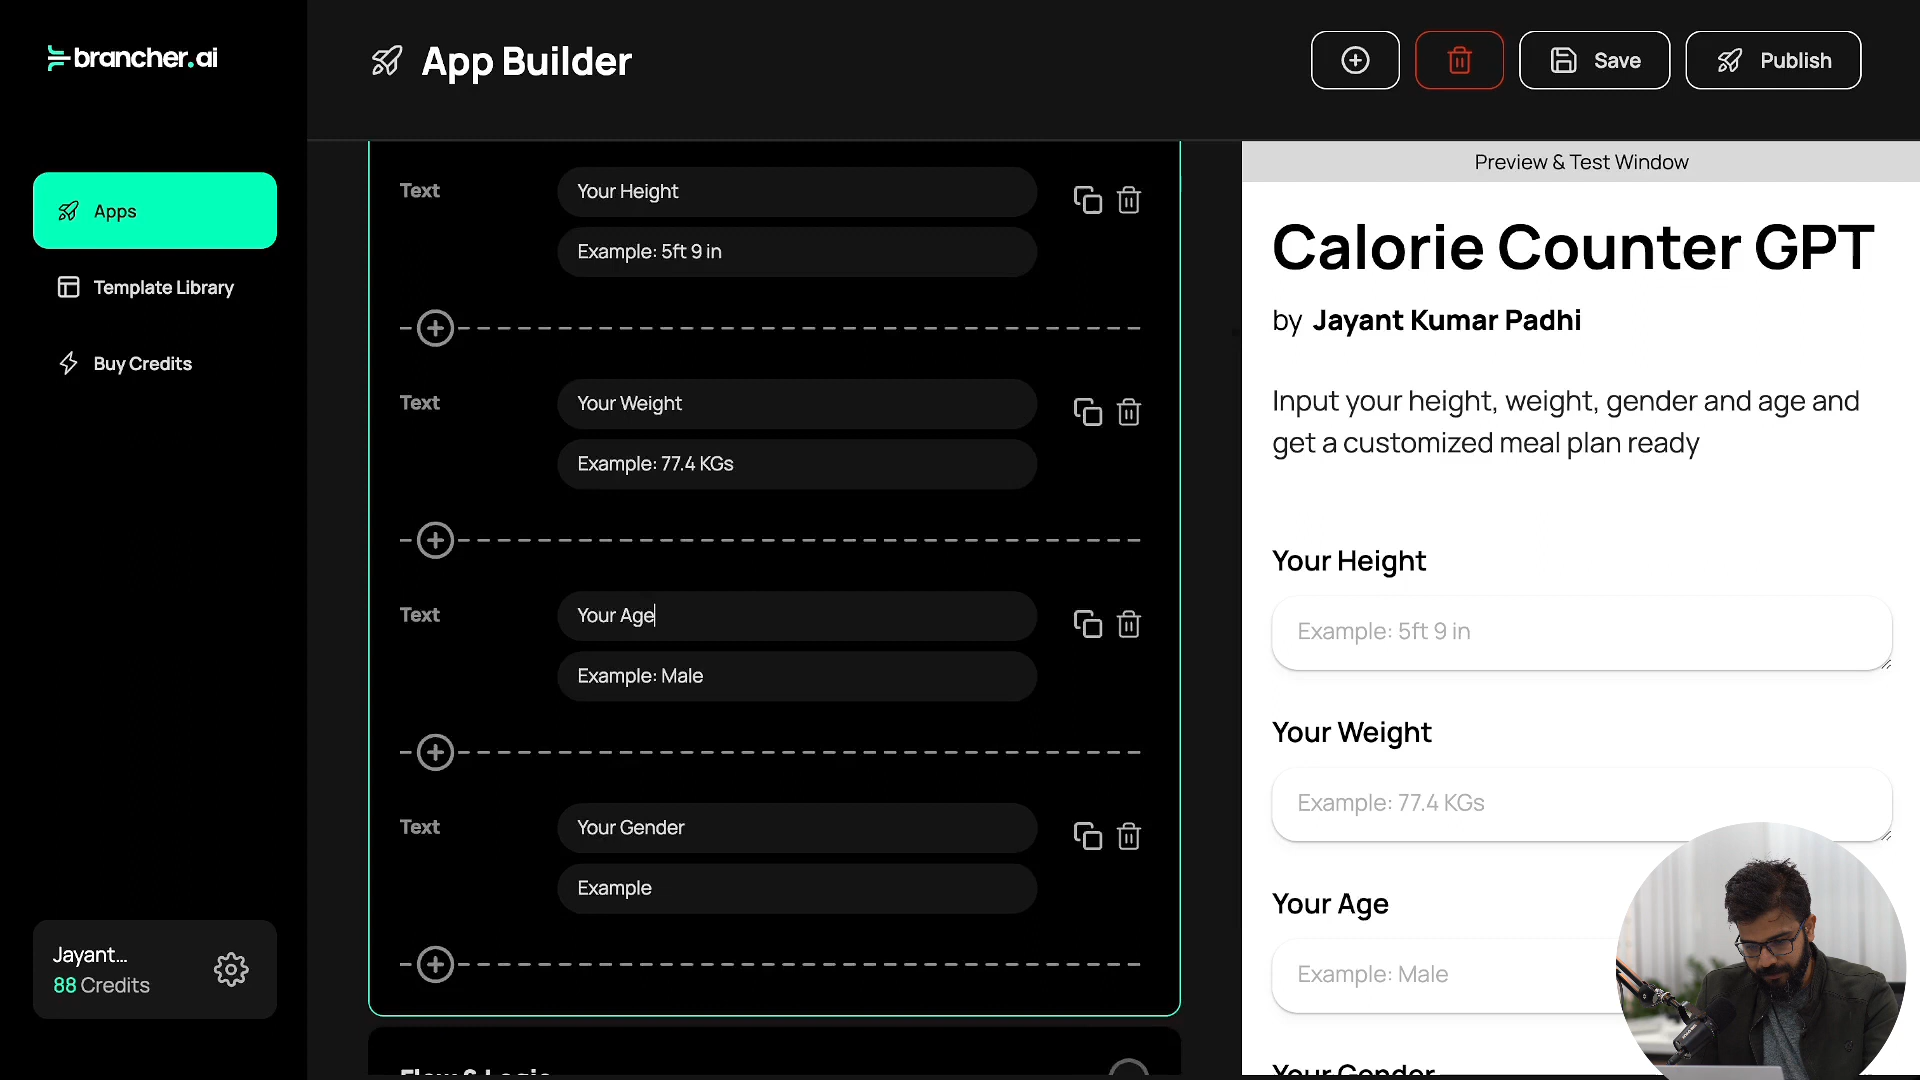 brancher.ai
App Builder
Save
Publish
Apps
Template Library
Buy Credits
Jayant...
88 Credits
Text
Your Height
Example: 5ft 9 in
Text
Your Weight
Example: 77.4 KGs
Text
Your Age
Example: Male
Text
Your Gender
Example
Flow & Logic
Preview & Test Window
Calorie Counter GPT
by Jayant Kumar Padhi
Input your height, weight, gender and age and
get a customized meal plan ready
Your Height
Example: 5ft 9 in
Your Weight
Example: 77.4 KGs
Your Age
Example: Male
Your Gender